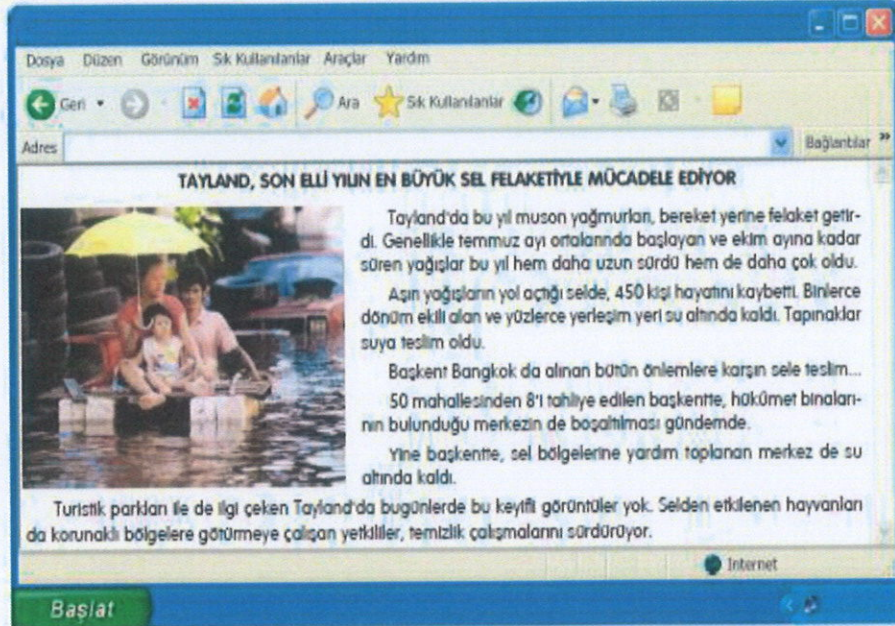 Dosya Düzen Görünüm Sık Kullanılanlar Araçlar Yardım
Geri Ara Sık Kullanılanlar
Adres Bağlantılar »
TAYLAND, SON ELLİ YILIN EN BÜYÜK SEL FELAKETİYLE MÜCADELE EDİYOR
Tayland'da bu yıl muson yağmurları, bereket yerine felaket getir-
di. Genellikle temmuz ayı ortalarında başlayan ve ekim ayına kadar
süren yağışlar bu yıl hem daha uzun sürdü hem de daha çok oldu.
Aşırı yağışların yol açtığı selde, 450 kişi hayatını kaybetti. Binlerce
dönüm ekili alan ve yüzlerce yerleşim yeri su altında kaldı. Tapınaklar
suya teslim oldu.
Başkent Bangkok da alınan bütün önlemlere karşın sele teslim...
50 mahallesinden 8'i tahliye edilen başkentte, hükûmet binaları-
nın bulunduğu merkezin de boşaltılması gündemde.
Yine başkentte, sel bölgelerine yardım toplanan merkez de su
altında kaldı.
Turistik parkları ile de ilgi çeken Tayland'da bugünlerde bu keyifli görüntüler yok. Selden etkilenen hayvanları
da korunaklı bölgelere götürmeye çalışan yetkililer, temizlik çalışmalarını sürdürüyor.
Internet
Başlat